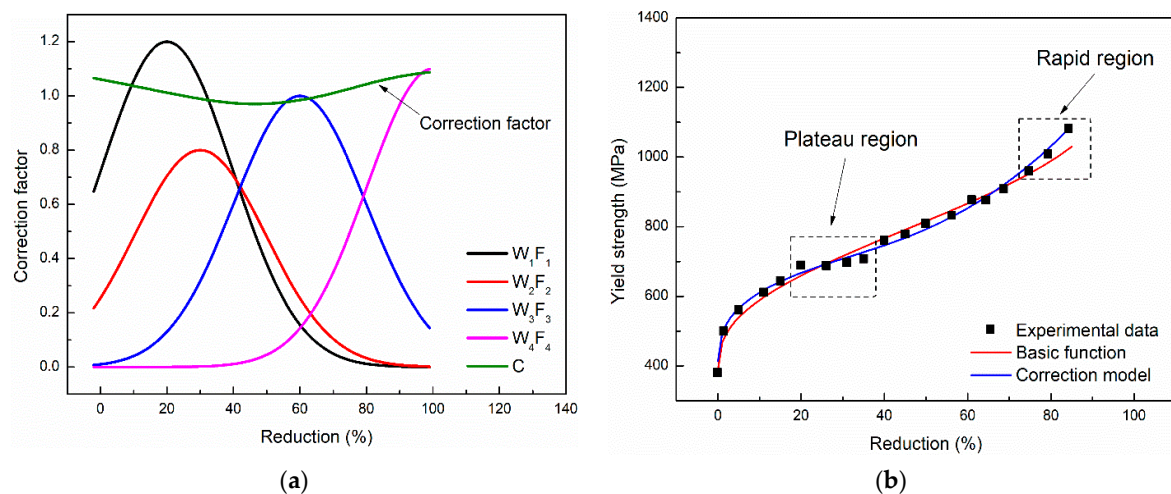 1.2
1.0
0.8
0.6
0.4
0.2
0.0
Correction factor
Correction factor
W₁F₁
W₂F₂
W₃F₃
W₄F₄
C
0 20 40 60 80 100 120 140
Reduction (%)
(a)
1400
1200
1000
800
600
400
Yield strength (MPa)
Rapid region
Plateau region
Experimental data
Basic function
Correction model
0 20 40 60 80 100
Reduction (%)
(b)